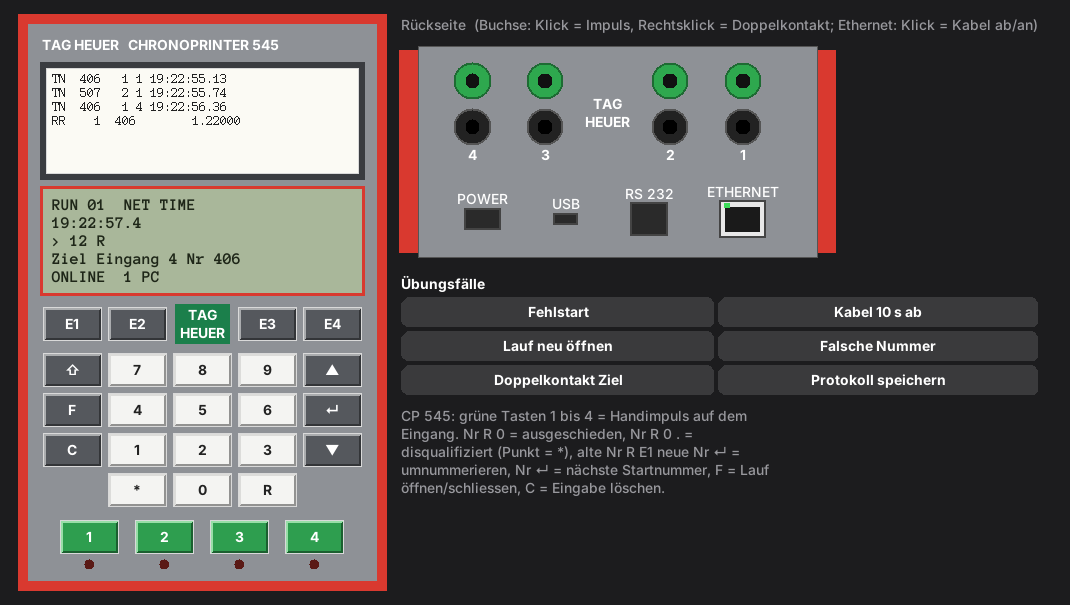 TAG HEUER CHRONOPRINTER 545
TN 406 1 1 19:22:55.13
TN 507 2 1 19:22:55.74
TN 406 1 4 19:22:56.36
RR 1 406 1.22000
RUN 01 NET TIME
19:22:57.4
> 12 R
Ziel Eingang 4 Nr 406
ONLINE 1 PC
E1 E2 TAG HEUER E3 E4
⇧ 7 8 9 ▲
F 4 5 6 ↵
C 1 2 3 ▼
* 0 R
1 2 3 4
Rückseite (Buchse: Klick = Impuls, Rechtsklick = Doppelkontakt; Ethernet: Klick = Kabel ab/an)
TAG
HEUER
4 3 2 1
POWER USB RS 232 ETHERNET
Übungsfälle
Fehlstart Kabel 10 s ab
Lauf neu öffnen Falsche Nummer
Doppelkontakt Ziel Protokoll speichern
CP 545: grüne Tasten 1 bis 4 = Handimpuls auf dem
Eingang. Nr R 0 = ausgeschieden, Nr R 0 . =
disqualifiziert (Punkt = *), alte Nr R E1 neue Nr ↵ =
umnummerieren, Nr ↵ = nächste Startnummer, F = Lauf
öffnen/schliessen, C = Eingabe löschen.